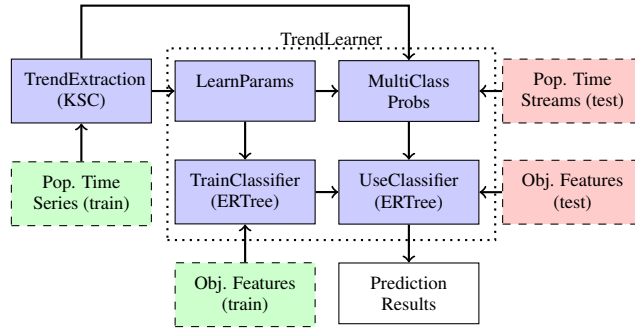 TrendLearner
TrendExtraction
(KSC)
LearnParams
MultiClass
Probs
Pop. Time
Streams (test)
Pop. Time
Series (train)
TrainClassifier
(ERTree)
UseClassifier
(ERTree)
Obj. Features
(test)
Obj. Features
(train)
Prediction
Results